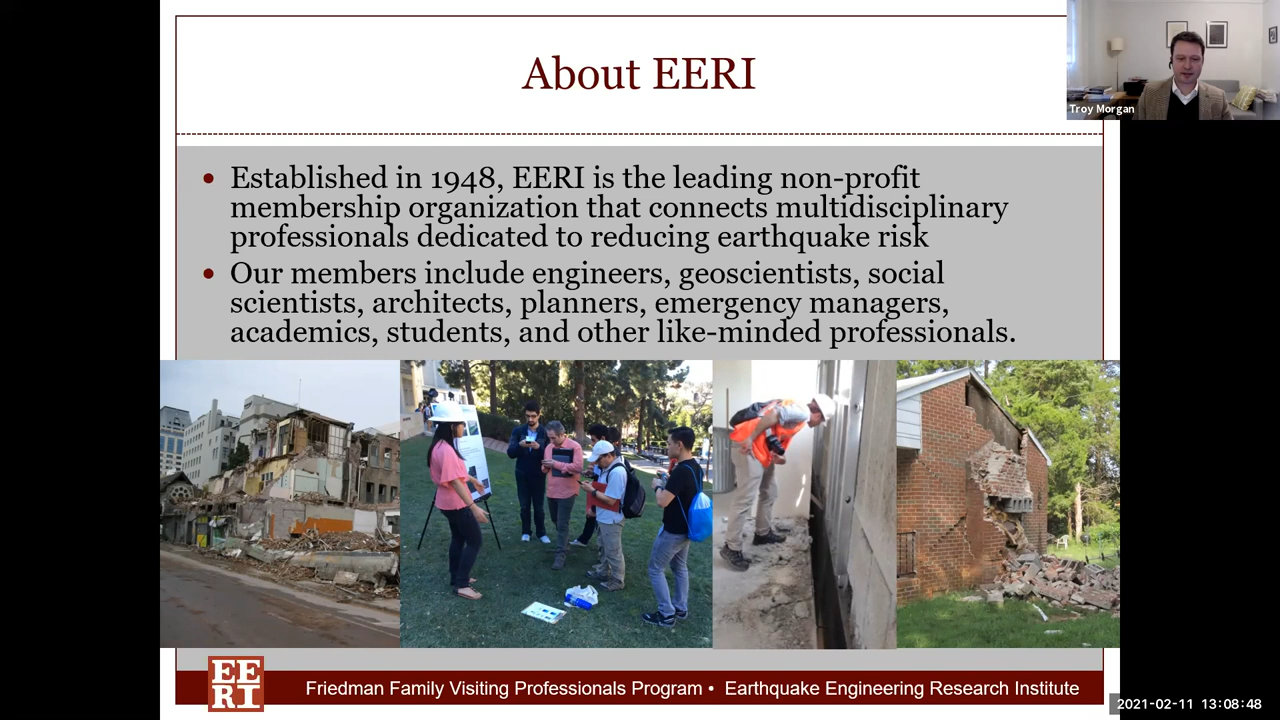 About EERI
Troy Morgan
• Established in 1948, EERI is the leading non-profit
membership organization that connects multidisciplinary
professionals dedicated to reducing earthquake risk
• Our members include engineers, geoscientists, social
scientists, architects, planners, emergency managers,
academics, students, and other like-minded professionals.
EE
RI
Friedman Family Visiting Professionals Program • Earthquake Engineering Research Institute
2021-02-11 13:08:48